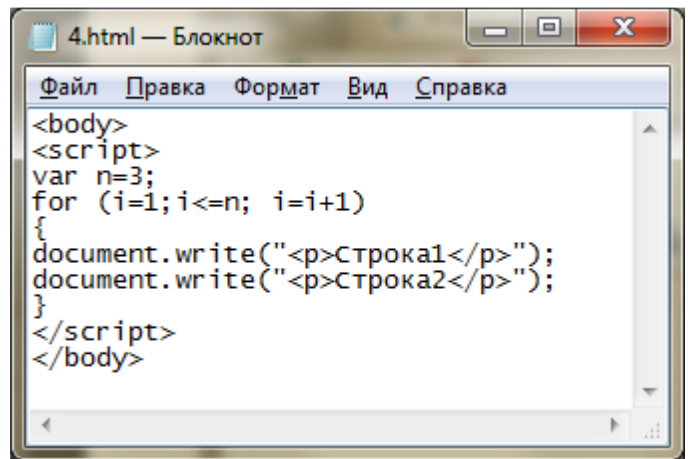 4.html — Блокнот
Файл Правка Формат Вид Справка
<body>
<script>
var n=3;
for (i=1;i<=n; i=i+1)
{
document.write("<p>Строка1</p>");
document.write("<p>Строка2</p>");
}
</script>
</body>